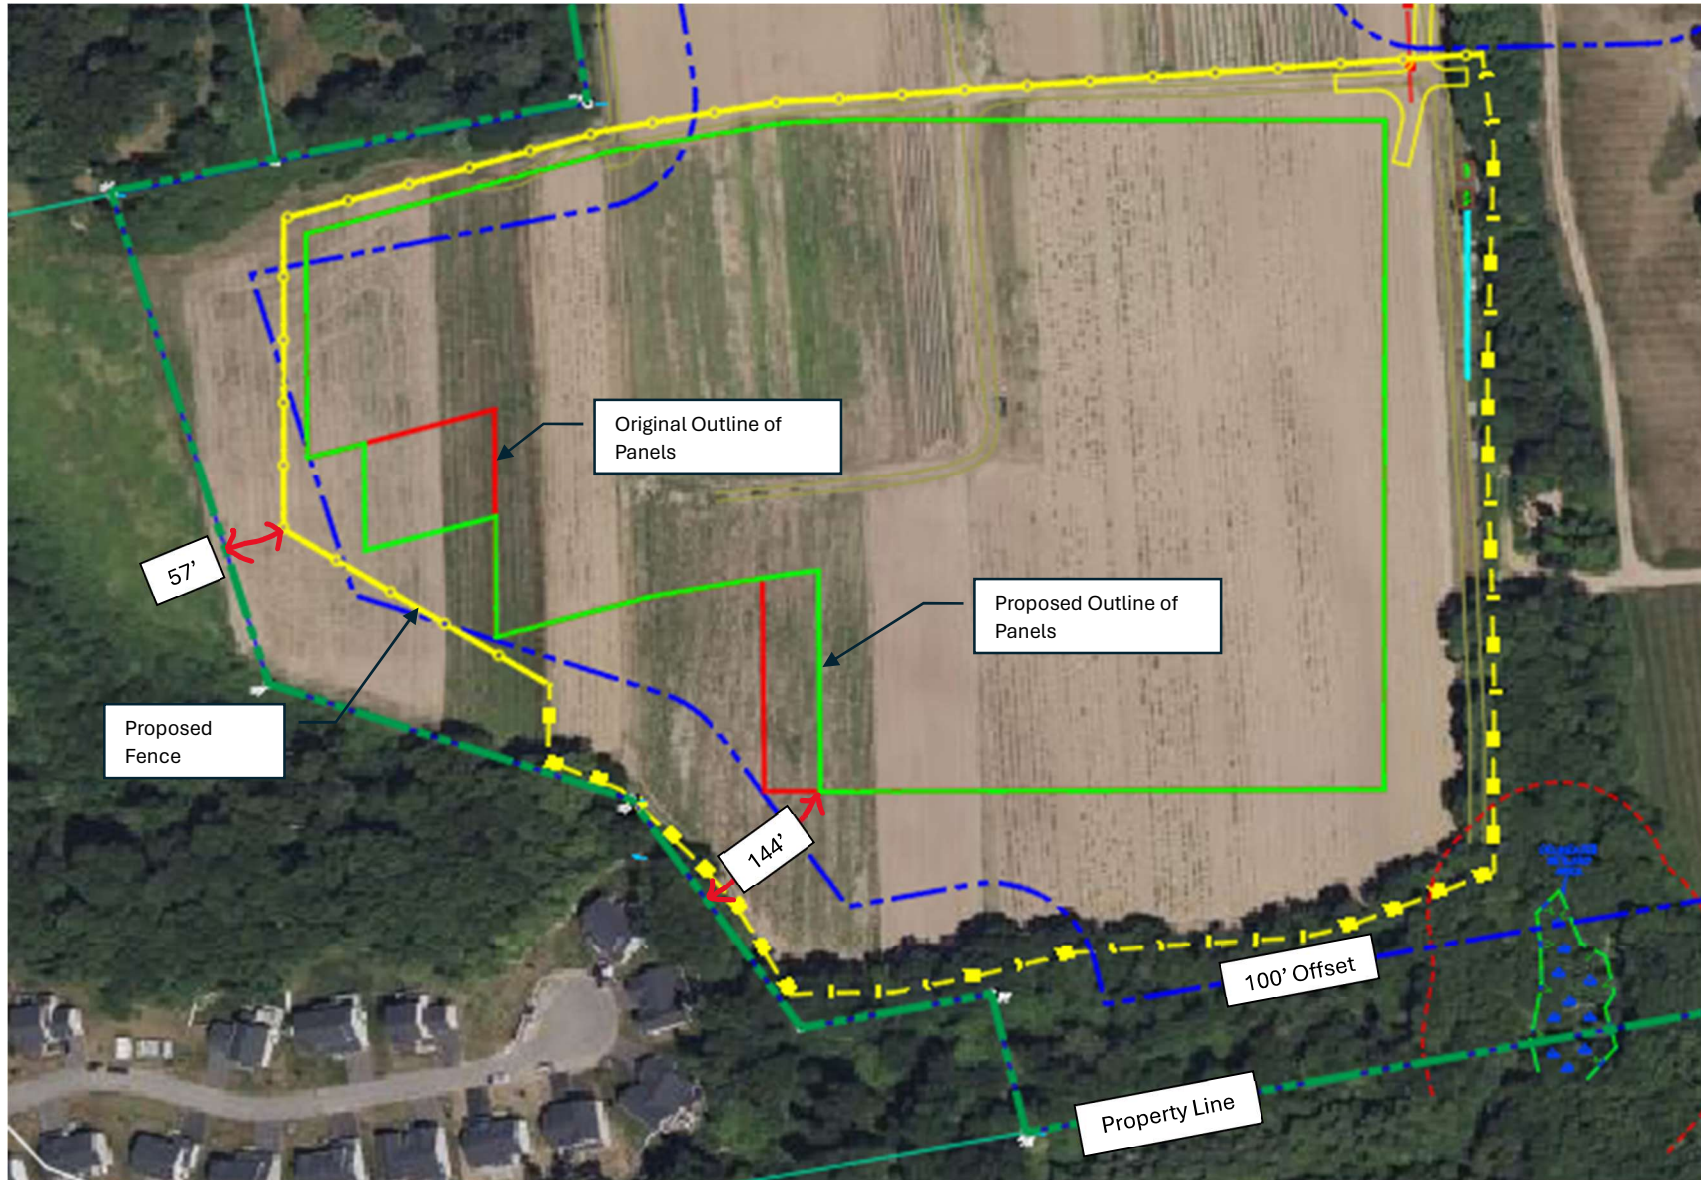 Original Outline of
Panels
57'
Proposed Outline of
Panels
Proposed
Fence
144'
100' Offset
Property Line